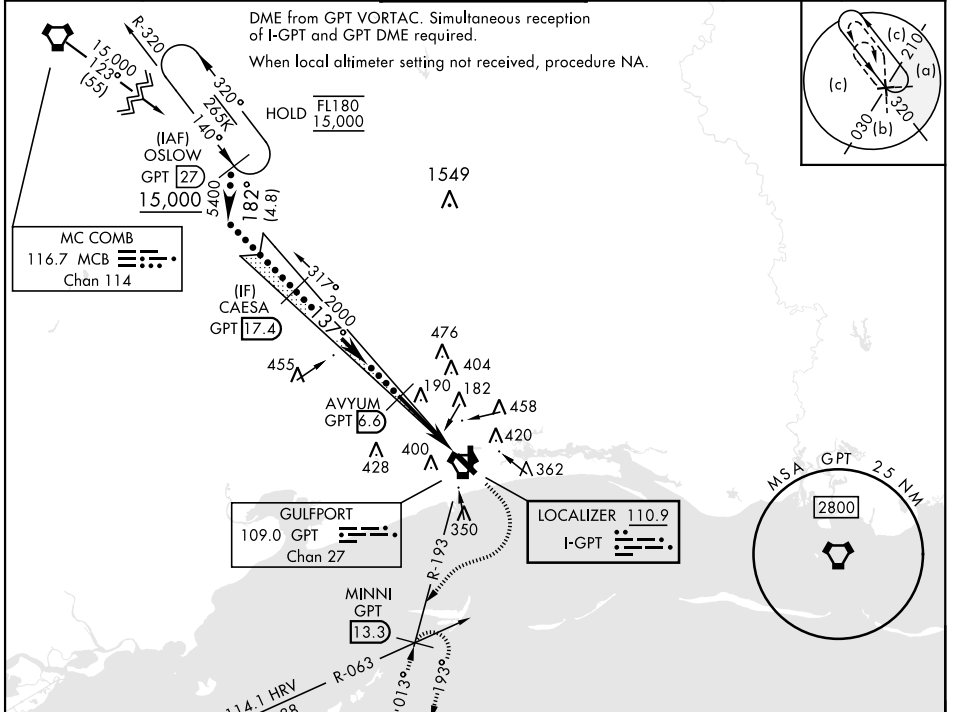 DME from GPT VORTAC. Simultaneous reception
of I-GPT and GPT DME required.
When local altimeter setting not received, procedure NA.
R-320
15,000
123°
(55)
320°
265K
140°
HOLD FL180
15,000
(c)
210
(a)
(c)
320
030
(b)
(IAF)
OSLOW
GPT 27
15,000
5400
182°
(4.8)
1549
MC COMB
116.7 MCB
Chan 114
317°
2000
137°
(IF)
CAESA
GPT 17.4
476
404
455
190
182
458
AVYUM
GPT 6.6
420
428
400
362
MSA GPT 25 NM
2800
GULFPORT
109.0 GPT
Chan 27
350
LOCALIZER 110.9
I-GPT
R-193
MINNI
GPT
13.3
R-063
114.1 HRV
013°
193°